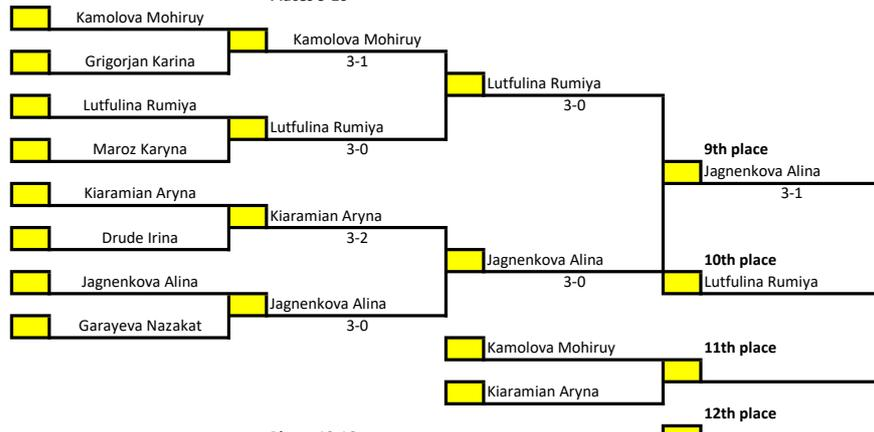 Kamolova Mohiruy
Grigorjan Karina
Lutfulina Rumiya
Maroz Karyna
Kiaramian Aryna
Drude Irina
Jagnenkova Alina
Garayeva Nazakat
Kamolova Mohiruy
3-1
Lutfulina Rumiya
3-0
Kiaramian Aryna
3-2
Jagnenkova Alina
3-0
Lutfulina Rumiya
3-0
Jagnenkova Alina
3-0
9th place
Jagnenkova Alina
3-1
10th place
Lutfulina Rumiya
Kamolova Mohiruy
Kiaramian Aryna
11th place
12th place